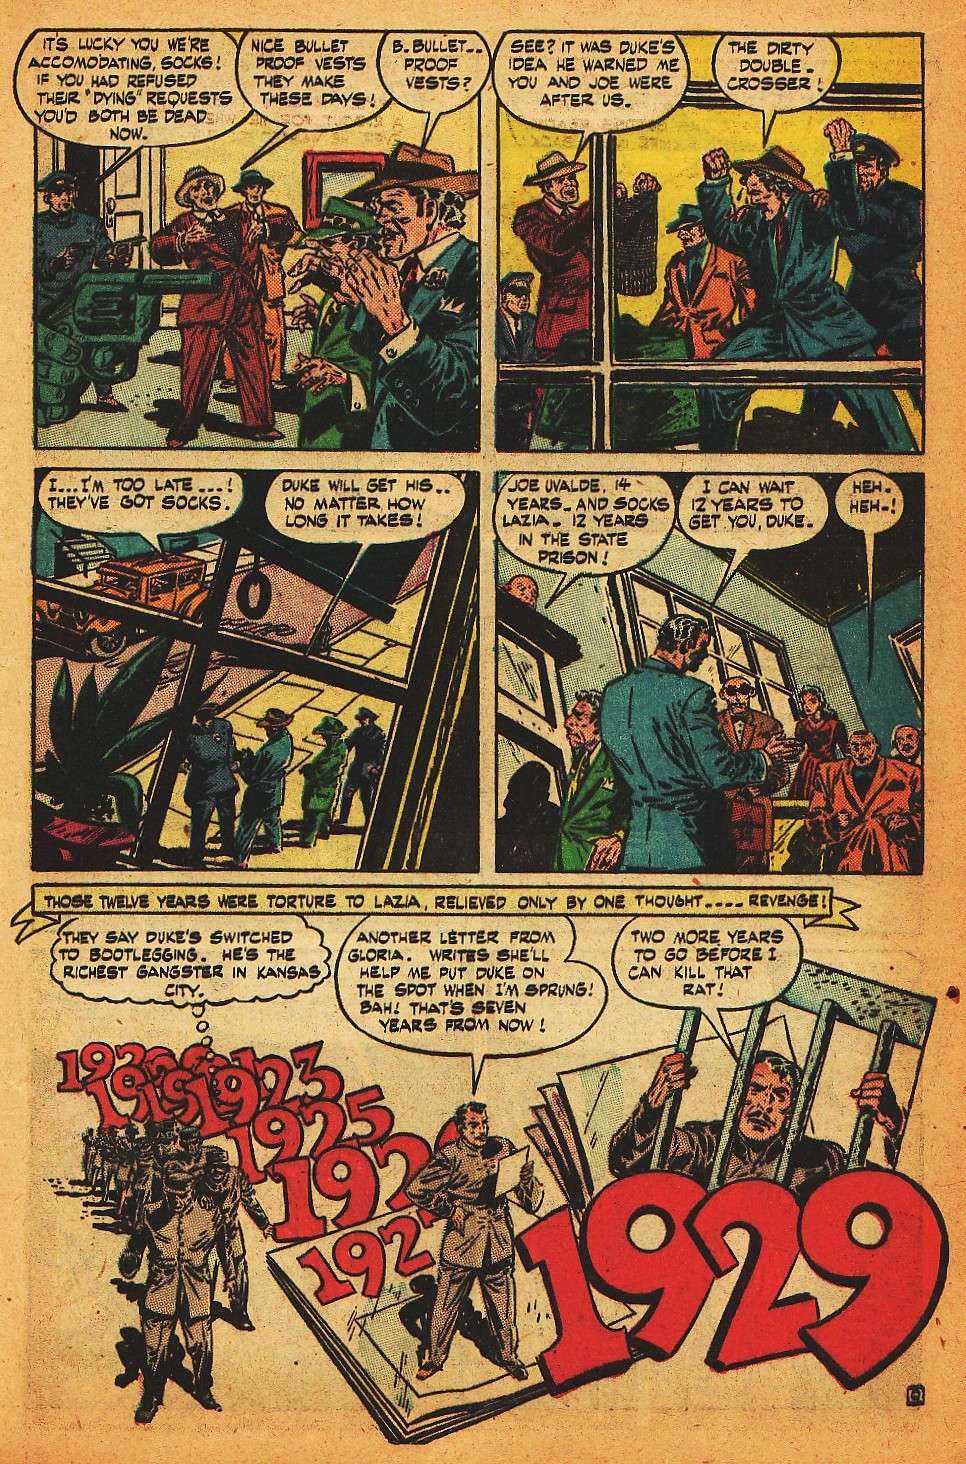 IT'S LUCKY YOU WE'RE
ACCOMODATING, SOCKS!
IF YOU HAD REFUSED
THEIR "DYING" REQUESTS
YOU'D BOTH BE DEAD
NOW.
NICE BULLET
PROOF VESTS
THEY MAKE
THESE DAYS!
B..BULLET...
PROOF
VESTS?
SEE? IT WAS DUKE'S
IDEA HE WARNED ME
YOU AND JOE WERE
AFTER US.
THE DIRTY
DOUBLE-
CROSSER!
I...I'M TOO LATE...!
THEY'VE GOT SOCKS.
DUKE WILL GET HIS..
NO MATTER HOW
LONG IT TAKES!
JOE UVALDE, 14
YEARS.. AND SOCKS
LAZIA.. 12 YEARS
IN THE STATE
PRISON!
I CAN WAIT
12 YEARS TO
GET YOU, DUKE..
HEH..
HEH..!
THOSE TWELVE YEARS WERE TORTURE TO LAZIA, RELIEVED ONLY BY ONE THOUGHT.... REVENGE!
THEY SAY DUKE'S SWITCHED
TO BOOTLEGGING. HE'S THE
RICHEST GANGSTER IN KANSAS
CITY.
ANOTHER LETTER FROM
GLORIA. WRITES SHE'LL
HELP ME PUT DUKE ON
THE SPOT WHEN I'M SPRUNG!
BAH! THAT'S SEVEN
YEARS FROM NOW!
TWO MORE YEARS
TO GO BEFORE I
CAN KILL THAT
RAT!
1923
1925
192
192
1929